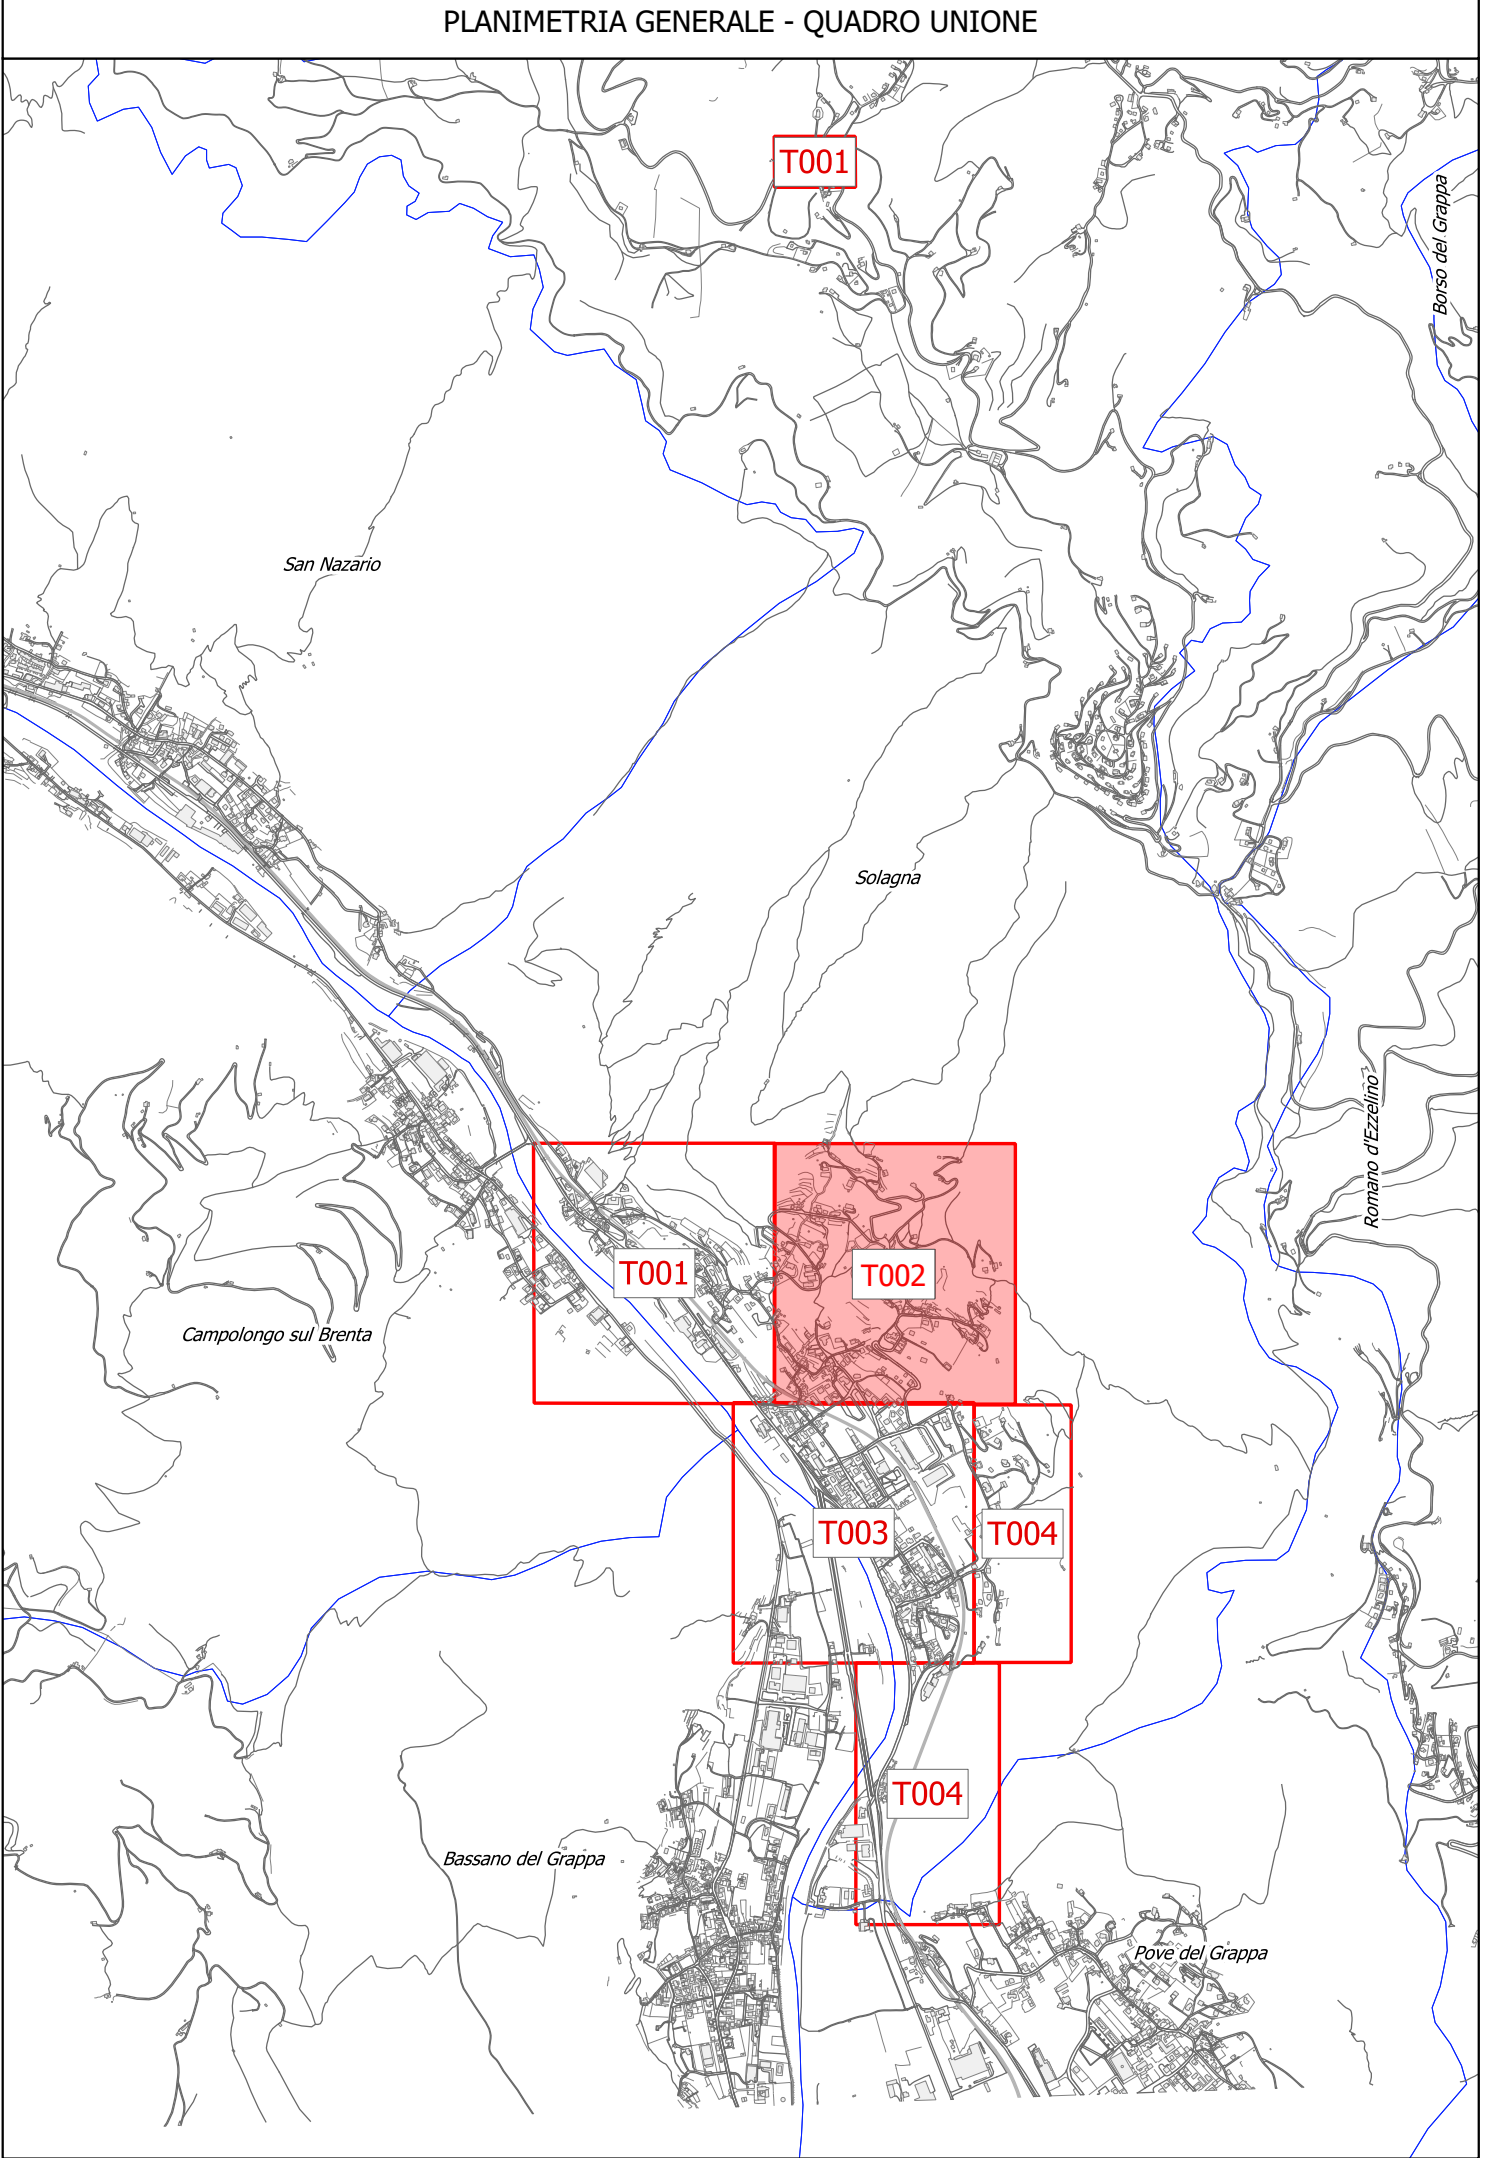 PLANIMETRIA GENERALE - QUADRO UNIONE
T001
Borso del Grappa
San Nazario
Solagna
Romano d'Ezzelino
T001
T002
Campolongo sul Brenta
T003
T004
T004
Bassano del Grappa
Pove del Grappa